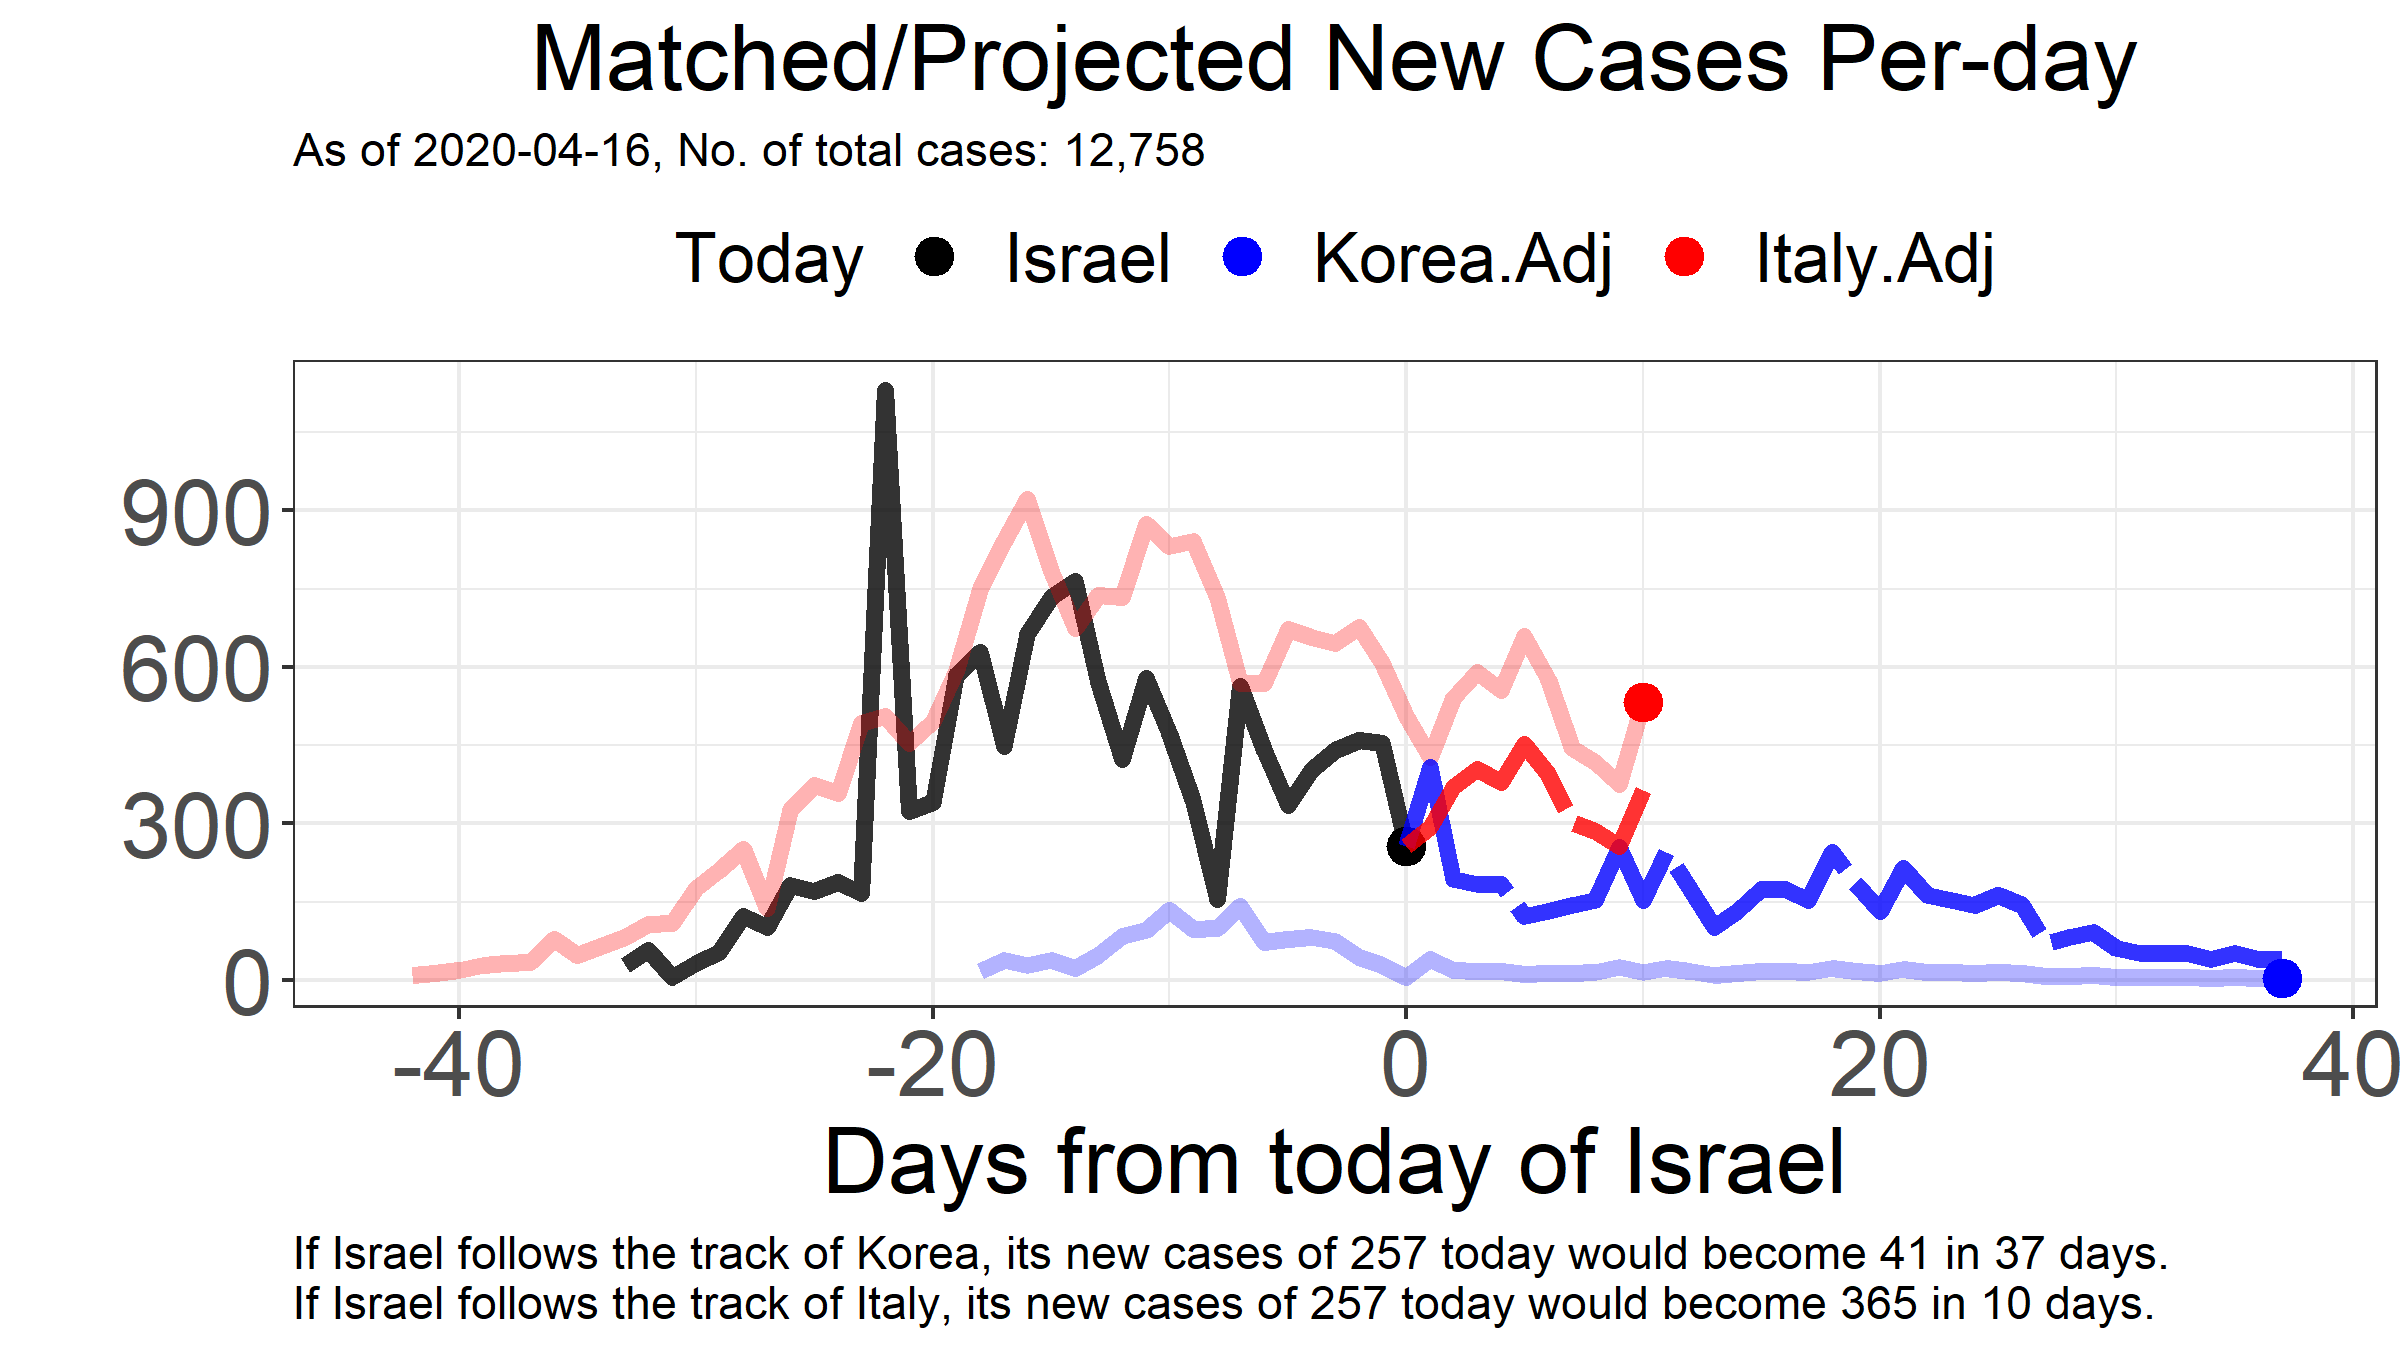 Matched/Projected New Cases Per-day
As of 2020-04-16, No. of total cases: 12,758
Today Israel Korea.Adj Italy.Adj
900
600
300
0
-40 -20 0 20 40
Days from today of Israel
If Israel follows the track of Korea, its new cases of 257 today would become 41 in 37 days.
If Israel follows the track of Italy, its new cases of 257 today would become 365 in 10 days.